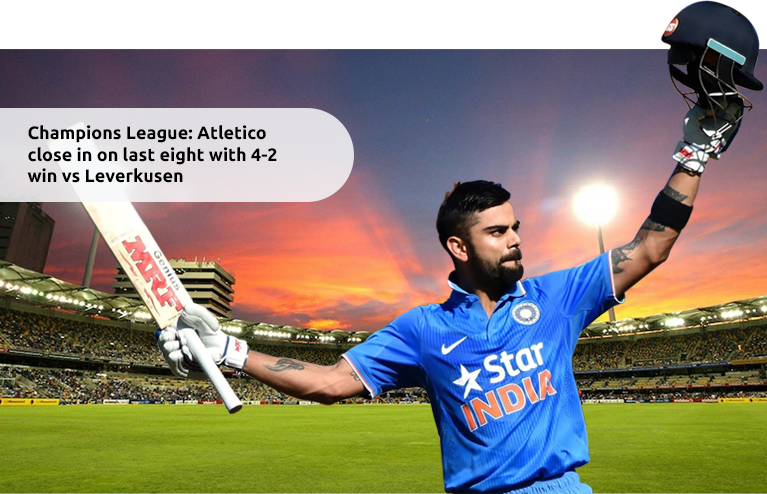 Champions League: Atletico
close in on last eight with 4-2
win vs Leverkusen
MRF
Genius
Star
INDIA